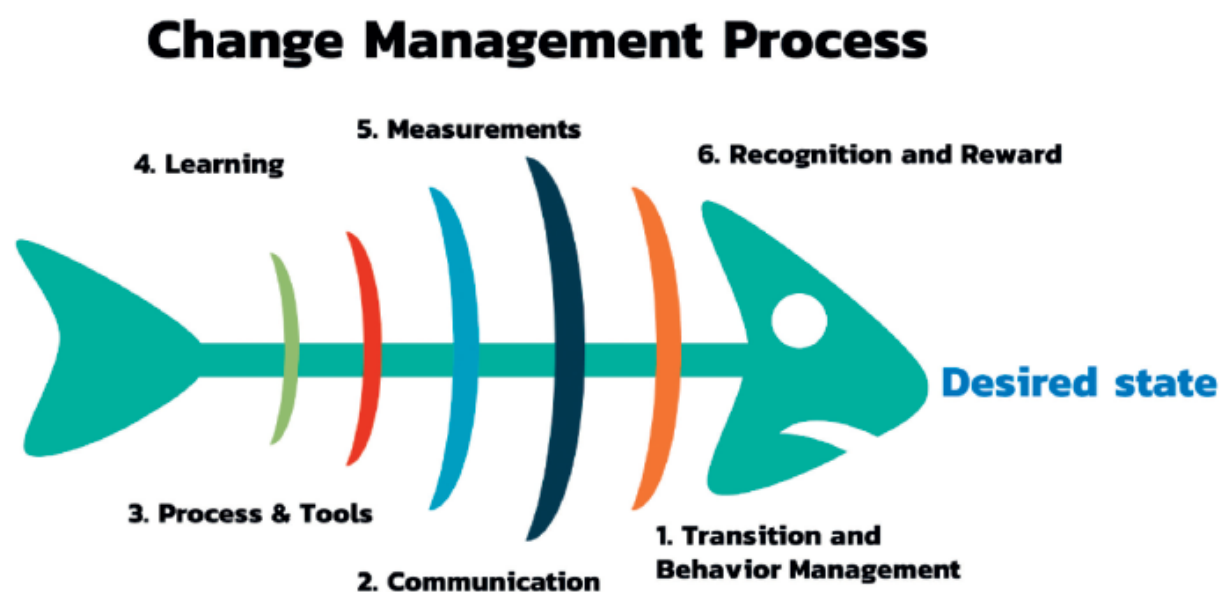 Change Management Process
5. Measurements
4. Learning
6. Recognition and Reward
Desired state
3. Process & Tools
1. Transition and
Behavior Management
2. Communication